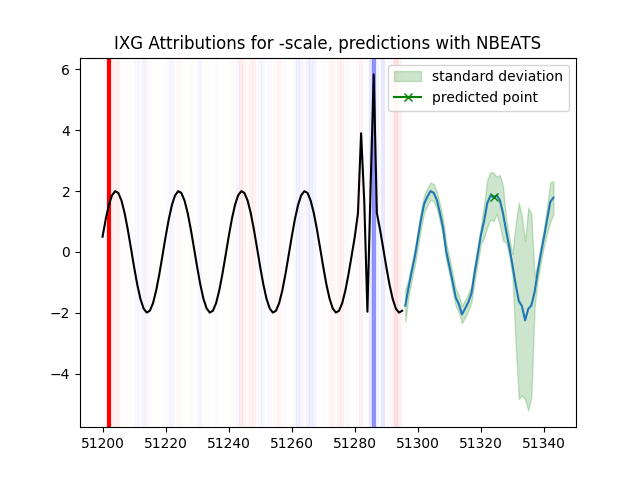 IXG Attributions for -scale, predictions with NBEATS
standard deviation
predicted point
6
4
2
0
−2
−4
51200 51220 51240 51260 51280 51300 51320 51340